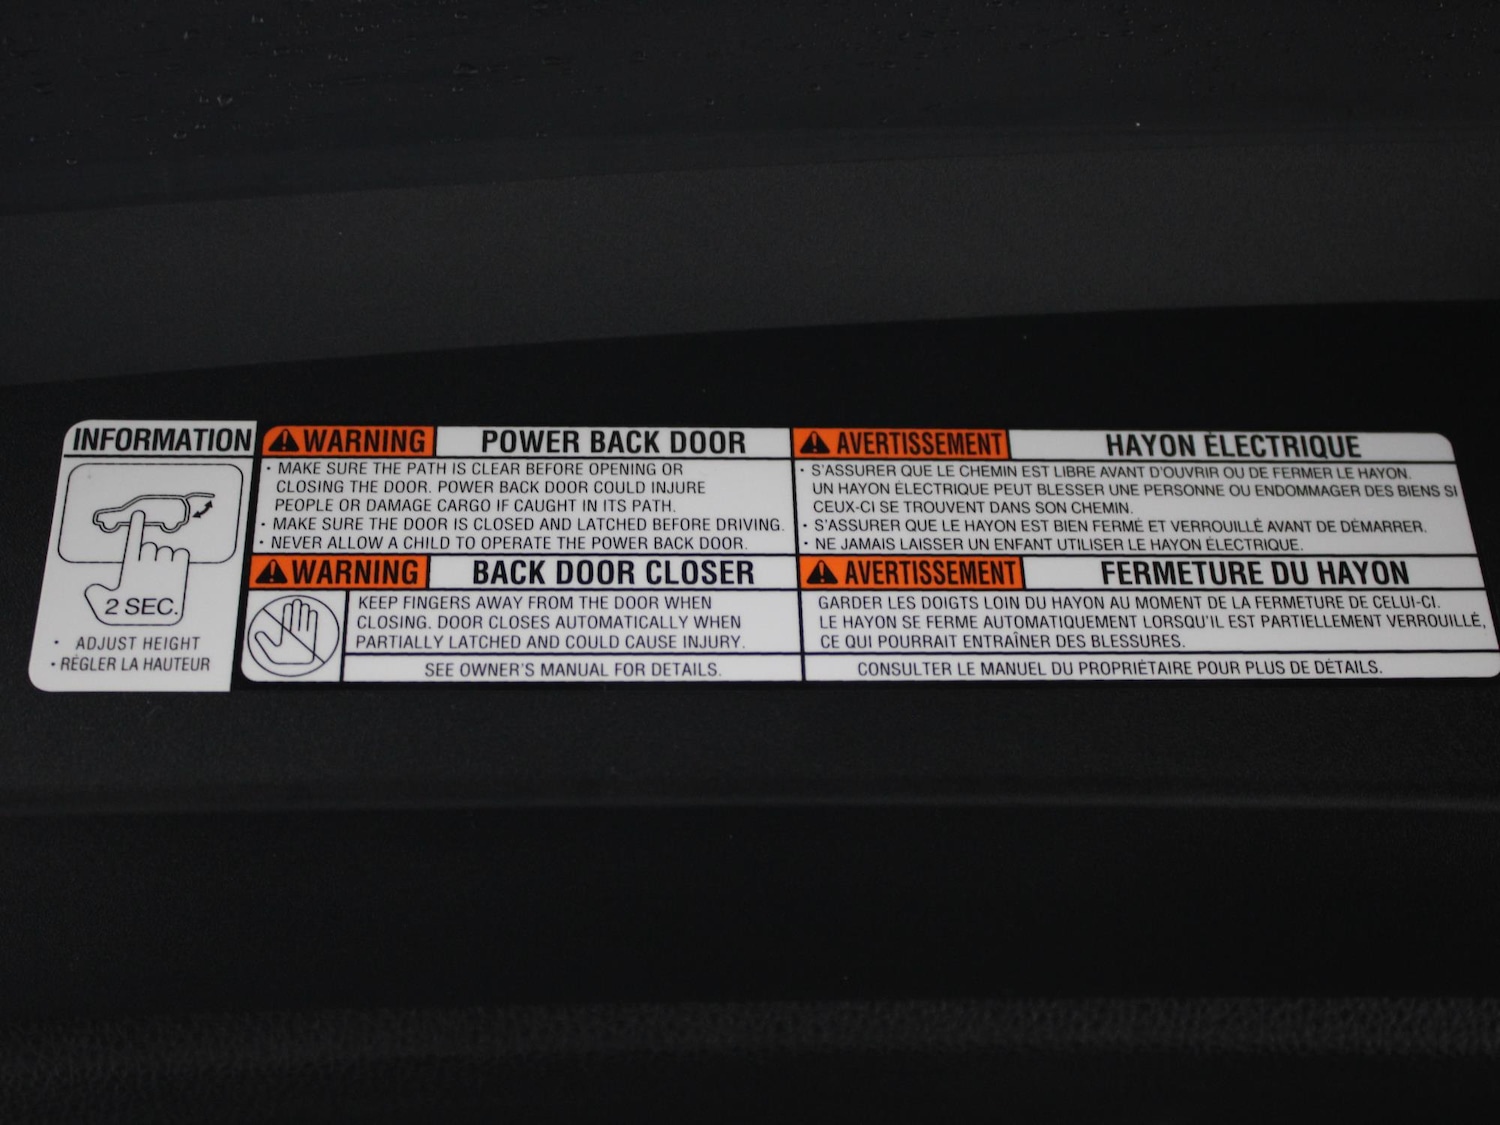 INFORMATION
2 SEC.
• ADJUST HEIGHT
• RÉGLER LA HAUTEUR
WARNING POWER BACK DOOR
• MAKE SURE THE PATH IS CLEAR BEFORE OPENING OR
CLOSING THE DOOR. POWER BACK DOOR COULD INJURE
PEOPLE OR DAMAGE CARGO IF CAUGHT IN ITS PATH.
• MAKE SURE THE DOOR IS CLOSED AND LATCHED BEFORE DRIVING.
• NEVER ALLOW A CHILD TO OPERATE THE POWER BACK DOOR.
WARNING BACK DOOR CLOSER
KEEP FINGERS AWAY FROM THE DOOR WHEN
CLOSING. DOOR CLOSES AUTOMATICALLY WHEN
PARTIALLY LATCHED AND COULD CAUSE INJURY.
SEE OWNER'S MANUAL FOR DETAILS.
AVERTISSEMENT HAYON ÉLECTRIQUE
• S'ASSURER QUE LE CHEMIN EST LIBRE AVANT D'OUVRIR OU DE FERMER LE HAYON.
UN HAYON ÉLECTRIQUE PEUT BLESSER UNE PERSONNE OU ENDOMMAGER DES BIENS SI
CEUX-CI SE TROUVENT DANS SON CHEMIN.
• S'ASSURER QUE LE HAYON EST BIEN FERMÉ ET VERROUILLÉ AVANT DE DÉMARRER.
• NE JAMAIS LAISSER UN ENFANT UTILISER LE HAYON ÉLECTRIQUE.
AVERTISSEMENT FERMETURE DU HAYON
GARDER LES DOIGTS LOIN DU HAYON AU MOMENT DE LA FERMETURE DE CELUI-CI.
LE HAYON SE FERME AUTOMATIQUEMENT LORSQU'IL EST PARTIELLEMENT VERROUILLÉ,
CE QUI POURRAIT ENTRAÎNER DES BLESSURES.
CONSULTER LE MANUEL DU PROPRIÉTAIRE POUR PLUS DE DÉTAILS.